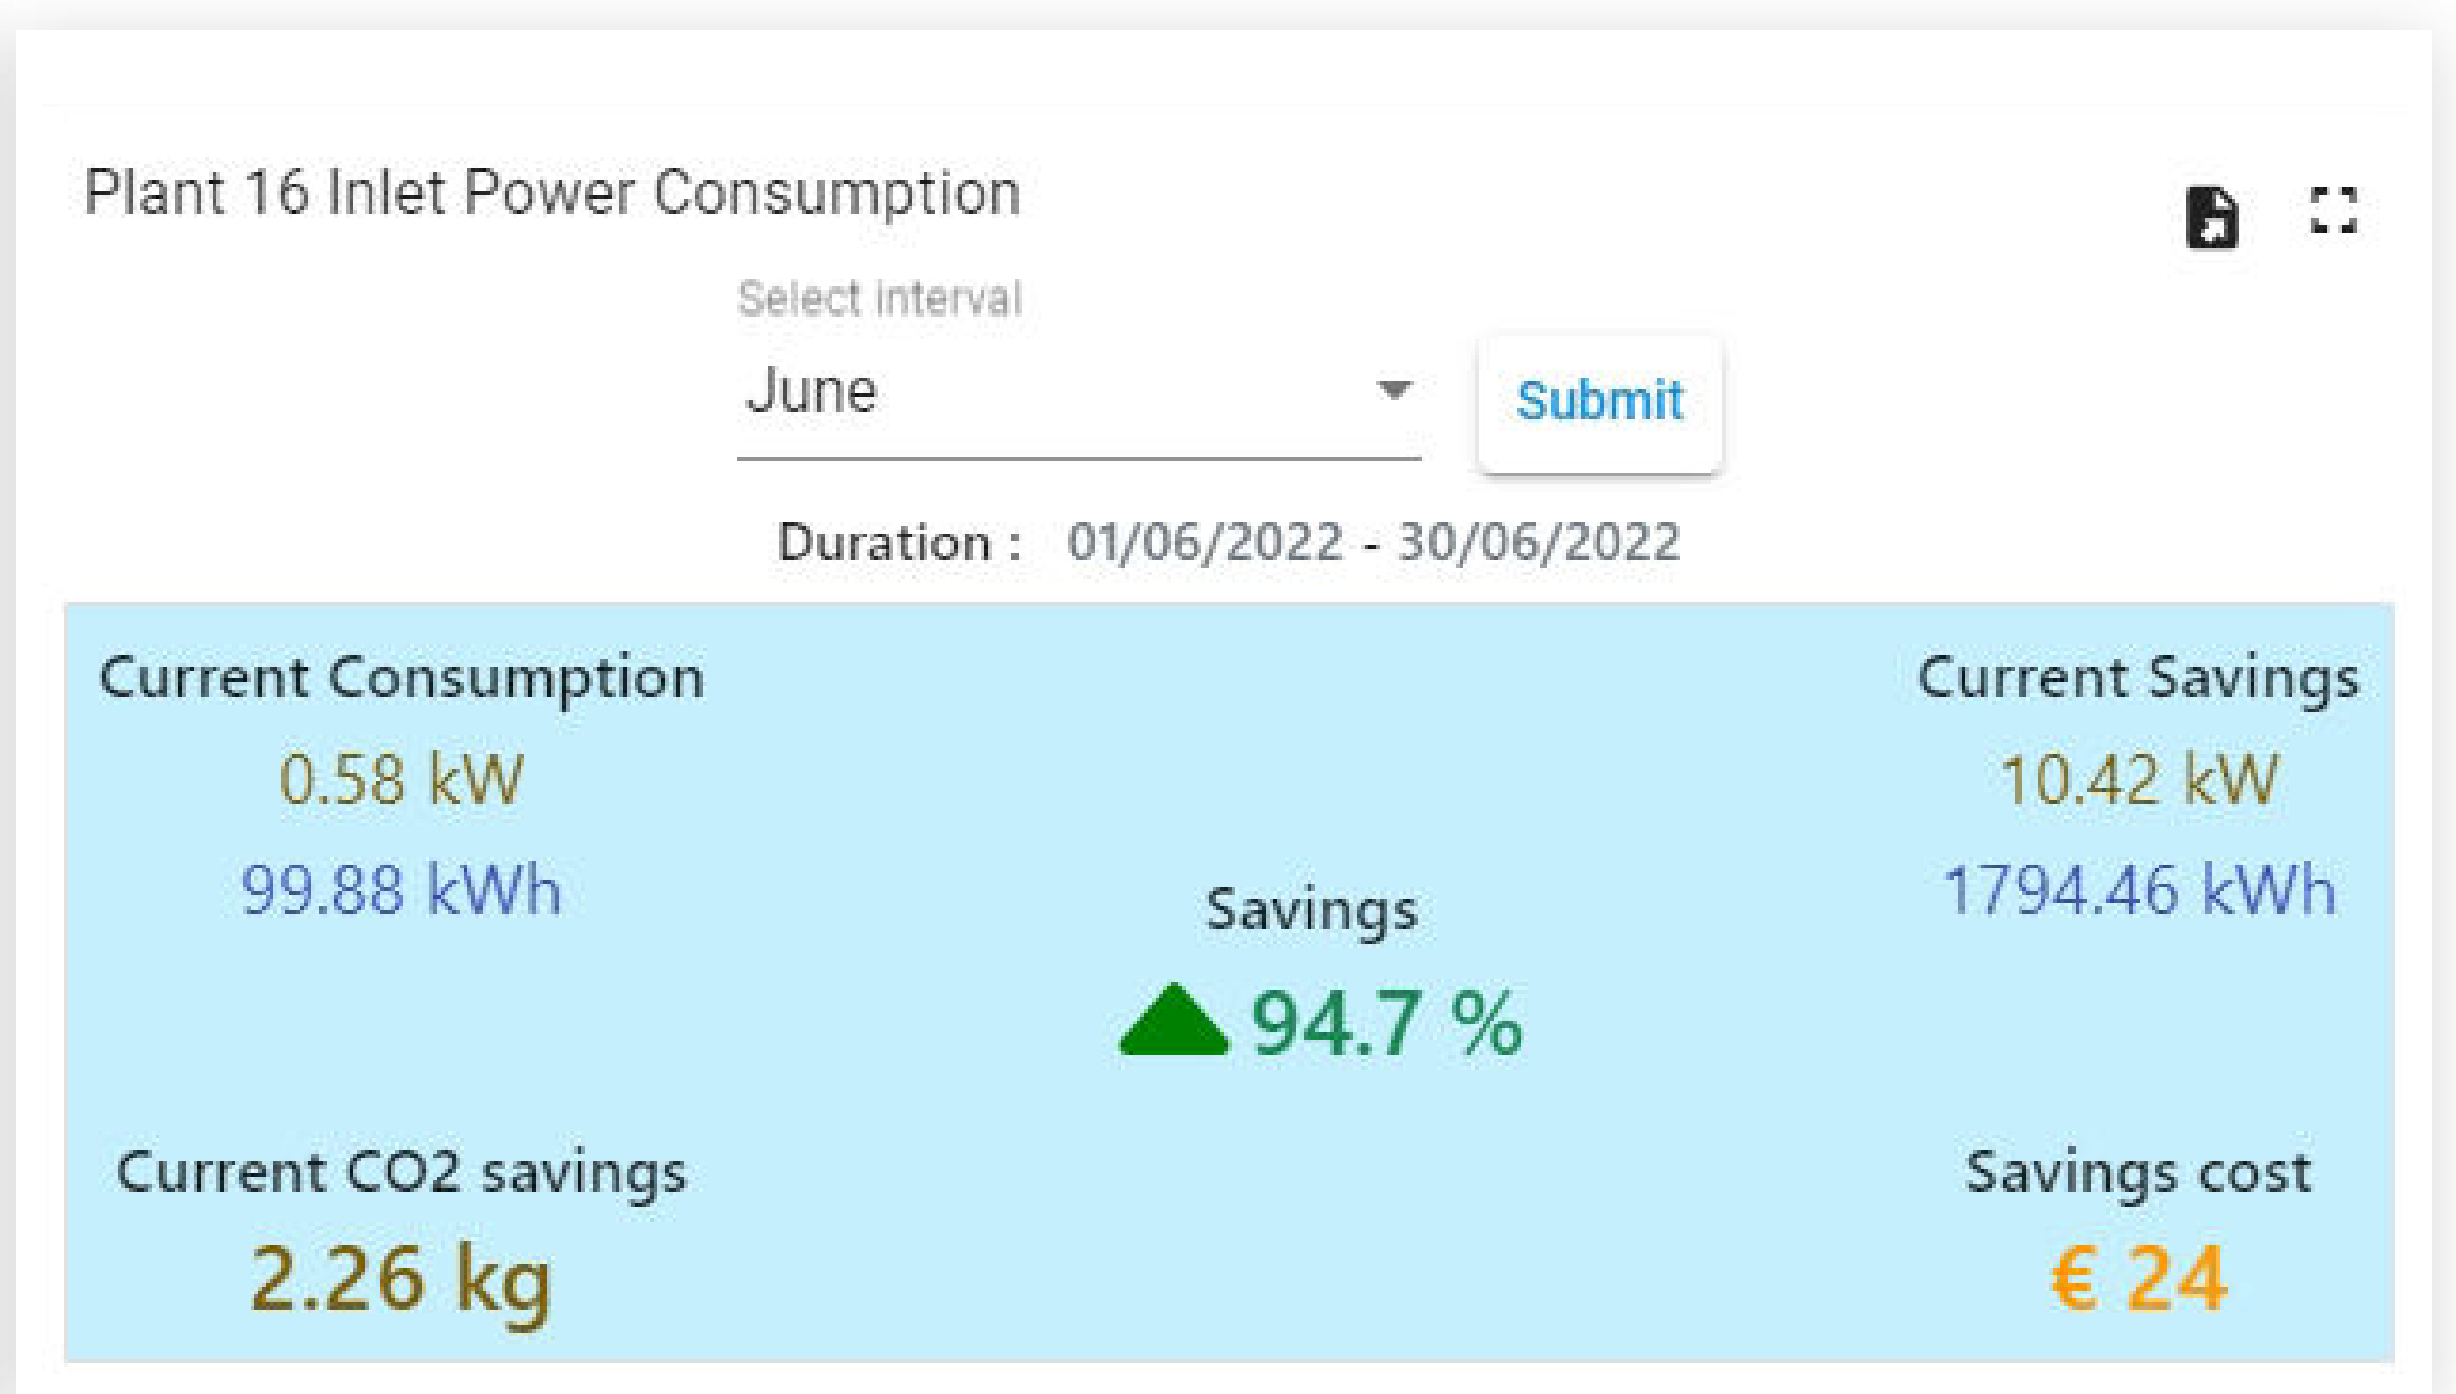 Plant 16 Inlet Power Consumption
Select interval
June
Submit
Duration : 01/06/2022 - 30/06/2022
Current Consumption
0.58 kW
99.88 kWh
Current Savings
10.42 kW
1794.46 kWh
Savings
94.7 %
Current CO2 savings
2.26 kg
Savings cost
€ 24